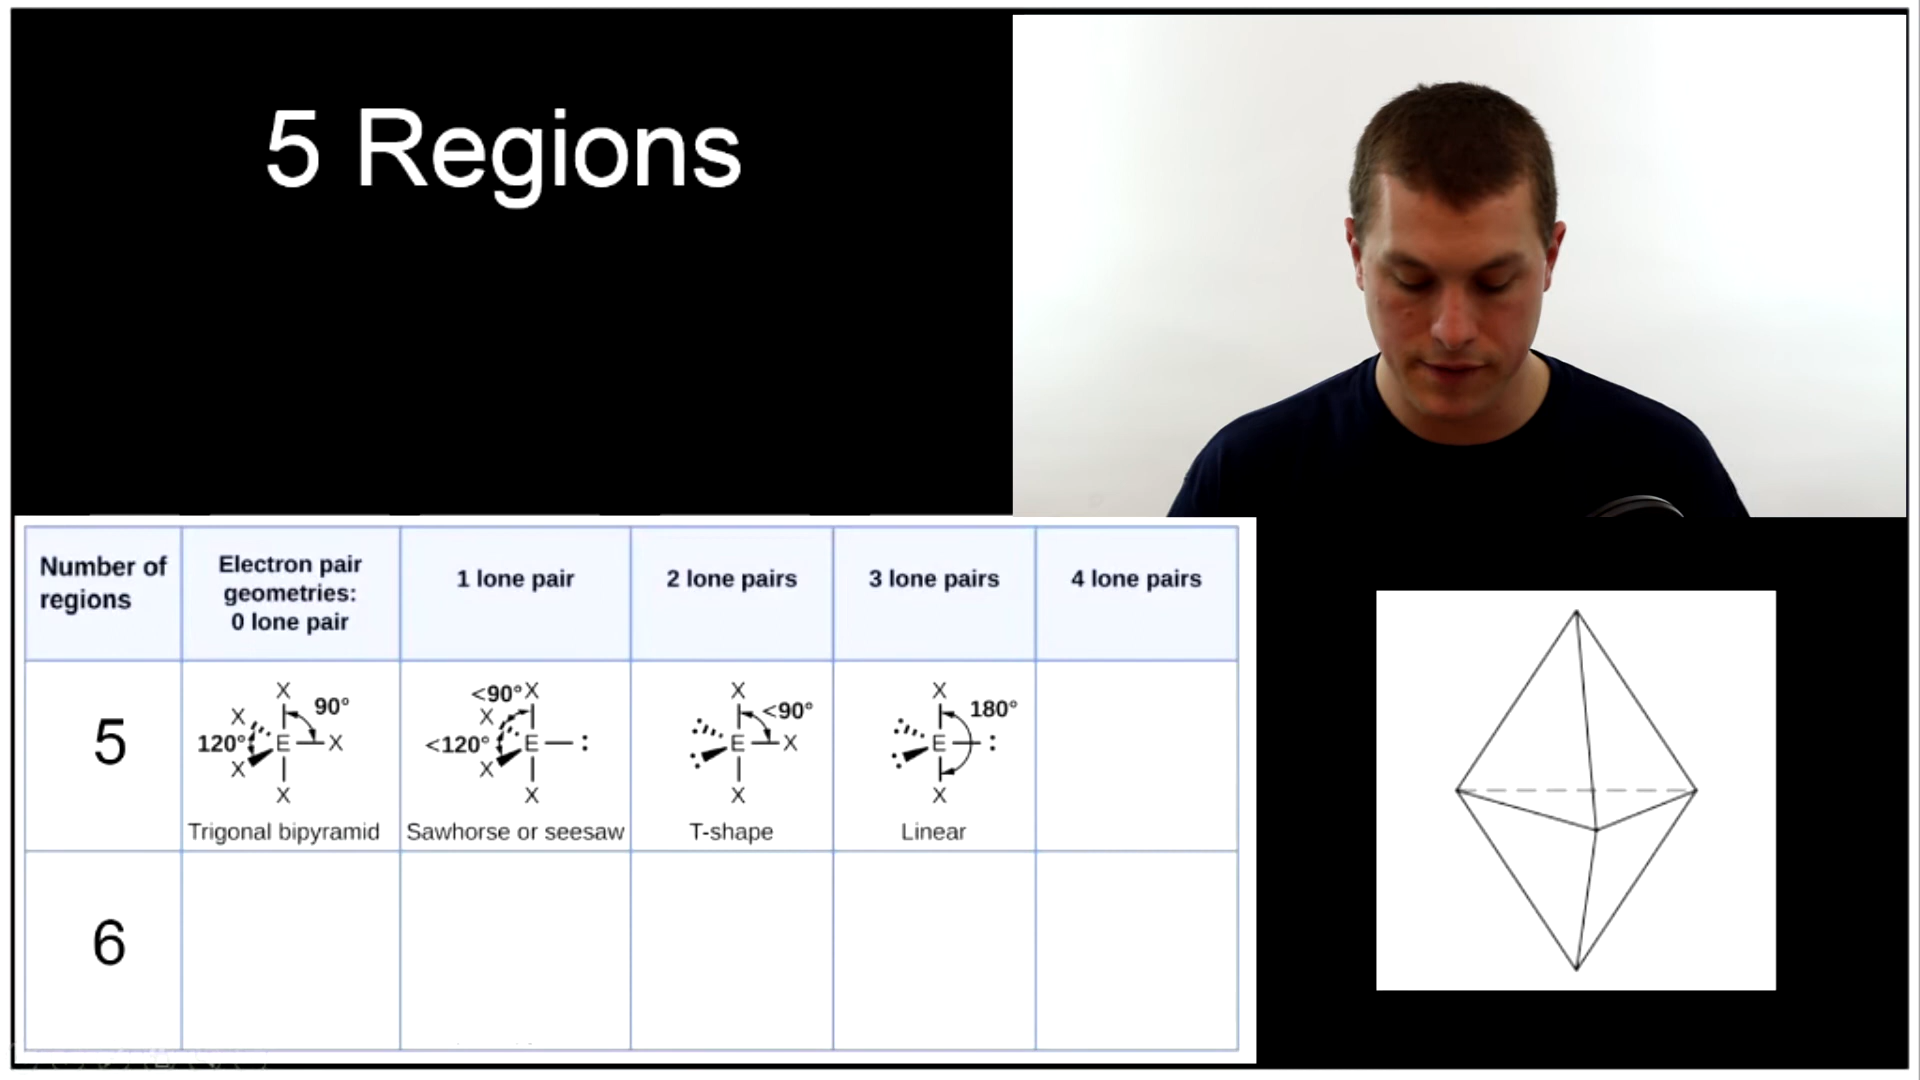 5 Regions
Number of
regions
Electron pair
geometries:
0 lone pair
1 lone pair
2 lone pairs
3 lone pairs
4 lone pairs
5
X
90°
X
120°
E
X
X
X
Trigonal bipyramid
<90°
X
X
<120°
E
:
X
X
Sawhorse or seesaw
X
<90°
:
E
X
:
X
T-shape
X
180°
:
E
:
:
X
Linear
6